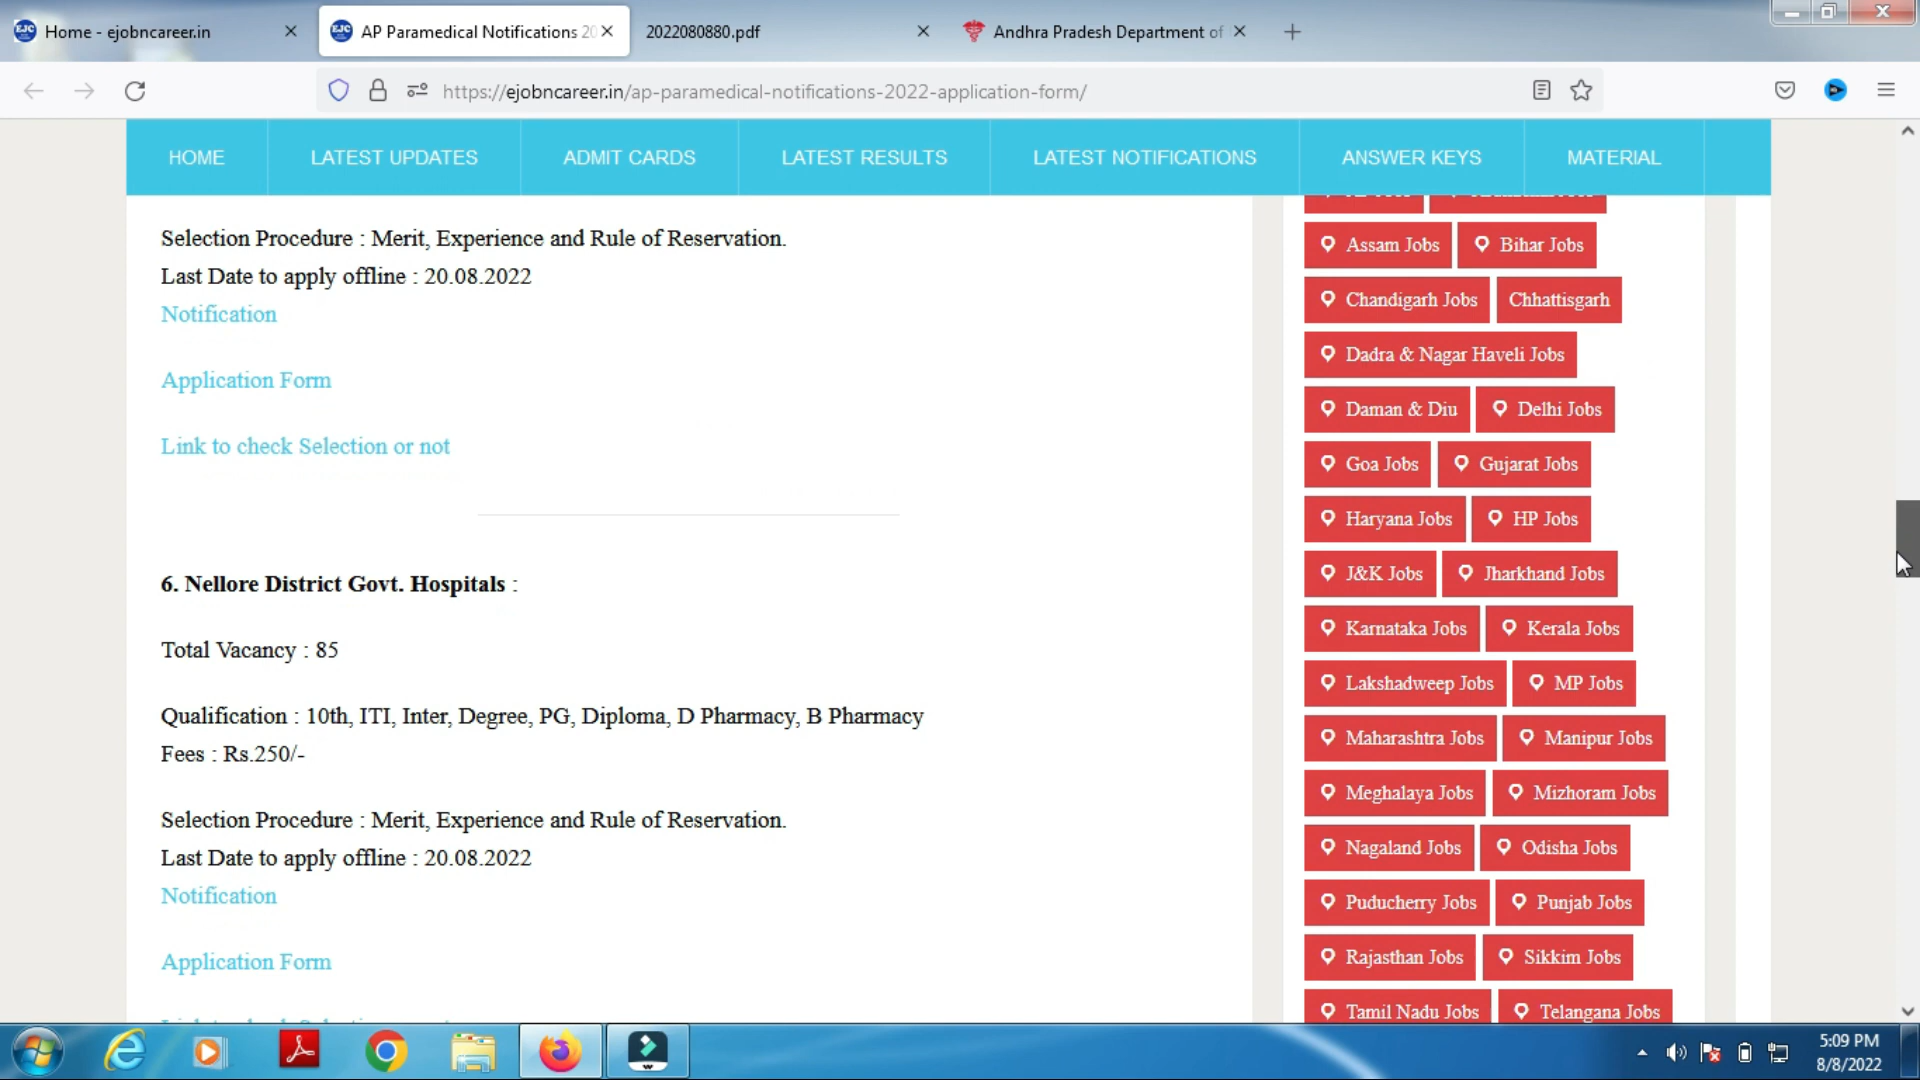 Home - ejobncareer.in
AP Paramedical Notifications 20
2022080880.pdf
Andhra Pradesh Department of
https://ejobncareer.in/ap-paramedical-notifications-2022-application-form/
HOME
LATEST UPDATES
ADMIT CARDS
LATEST RESULTS
LATEST NOTIFICATIONS
ANSWER KEYS
MATERIAL
Selection Procedure : Merit, Experience and Rule of Reservation.
Last Date to apply offline : 20.08.2022
Notification
Application Form
Link to check Selection or not
6. Nellore District Govt. Hospitals :
Total Vacancy : 85
Qualification : 10th, ITI, Inter, Degree, PG, Diploma, D Pharmacy, B Pharmacy
Fees : Rs.250/-
Selection Procedure : Merit, Experience and Rule of Reservation.
Last Date to apply offline : 20.08.2022
Notification
Application Form
Assam Jobs Bihar Jobs
Chandigarh Jobs Chhattisgarh
Dadra & Nagar Haveli Jobs
Daman & Diu Delhi Jobs
Goa Jobs Gujarat Jobs
Haryana Jobs HP Jobs
J&K Jobs Jharkhand Jobs
Karnataka Jobs Kerala Jobs
Lakshadweep Jobs MP Jobs
Maharashtra Jobs Manipur Jobs
Meghalaya Jobs Mizhoram Jobs
Nagaland Jobs Odisha Jobs
Puducherry Jobs Punjab Jobs
Rajasthan Jobs Sikkim Jobs
Tamil Nadu Jobs Telangana Jobs
5:09 PM
8/8/2022